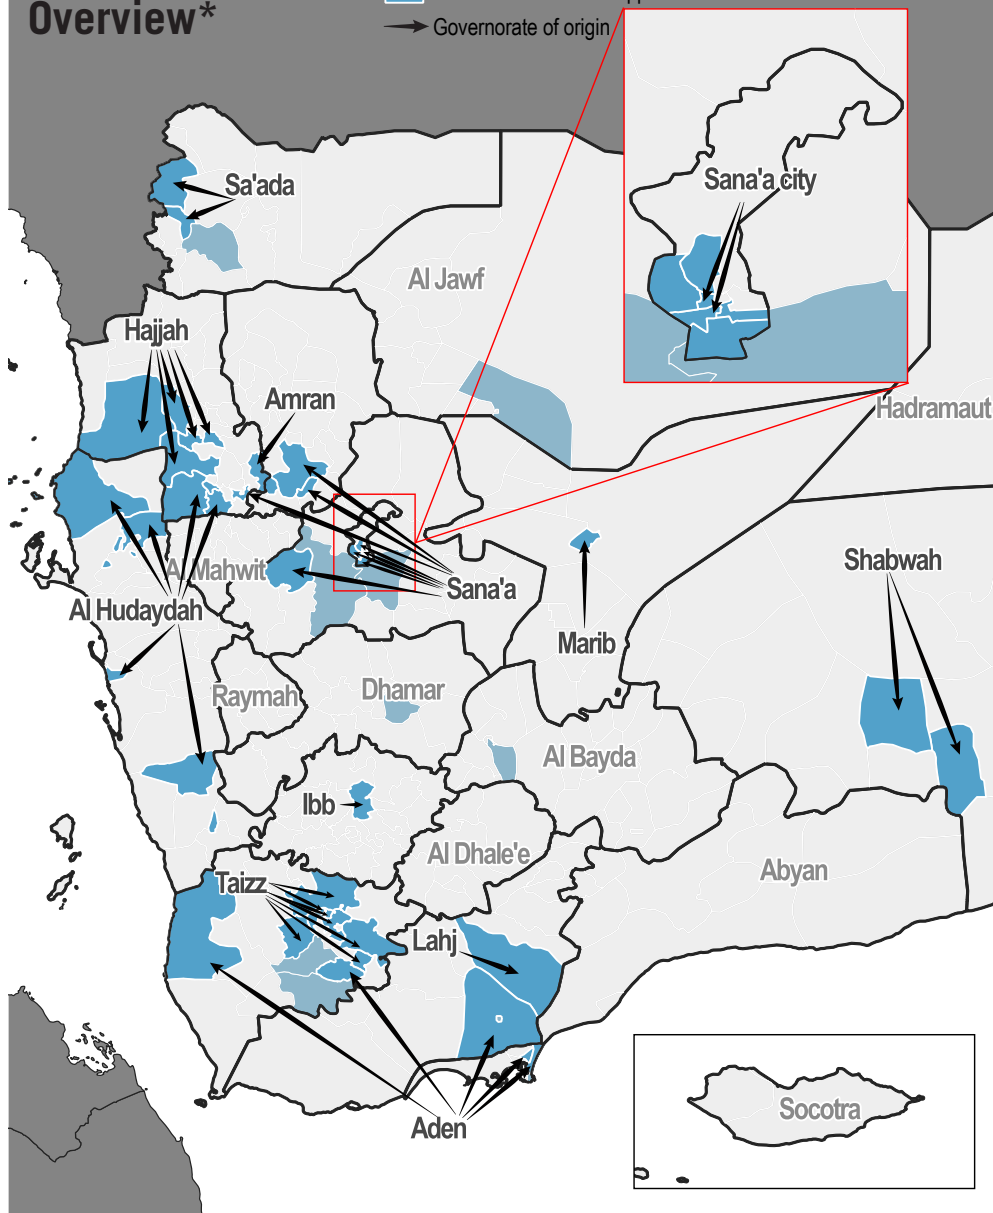 Overview*
Governorate of origin
Sana'a city
Sa'ada
Al Jawf
Hajjah
Amran
Hadramaut
Al Mahwit
Sana'a
Shabwah
Al Hudaydah
Marib
Raymah
Dhamar
Al Bayda
Ibb
Al Dhale'e
Abyan
Taizz
Lahj
Aden
Socotra